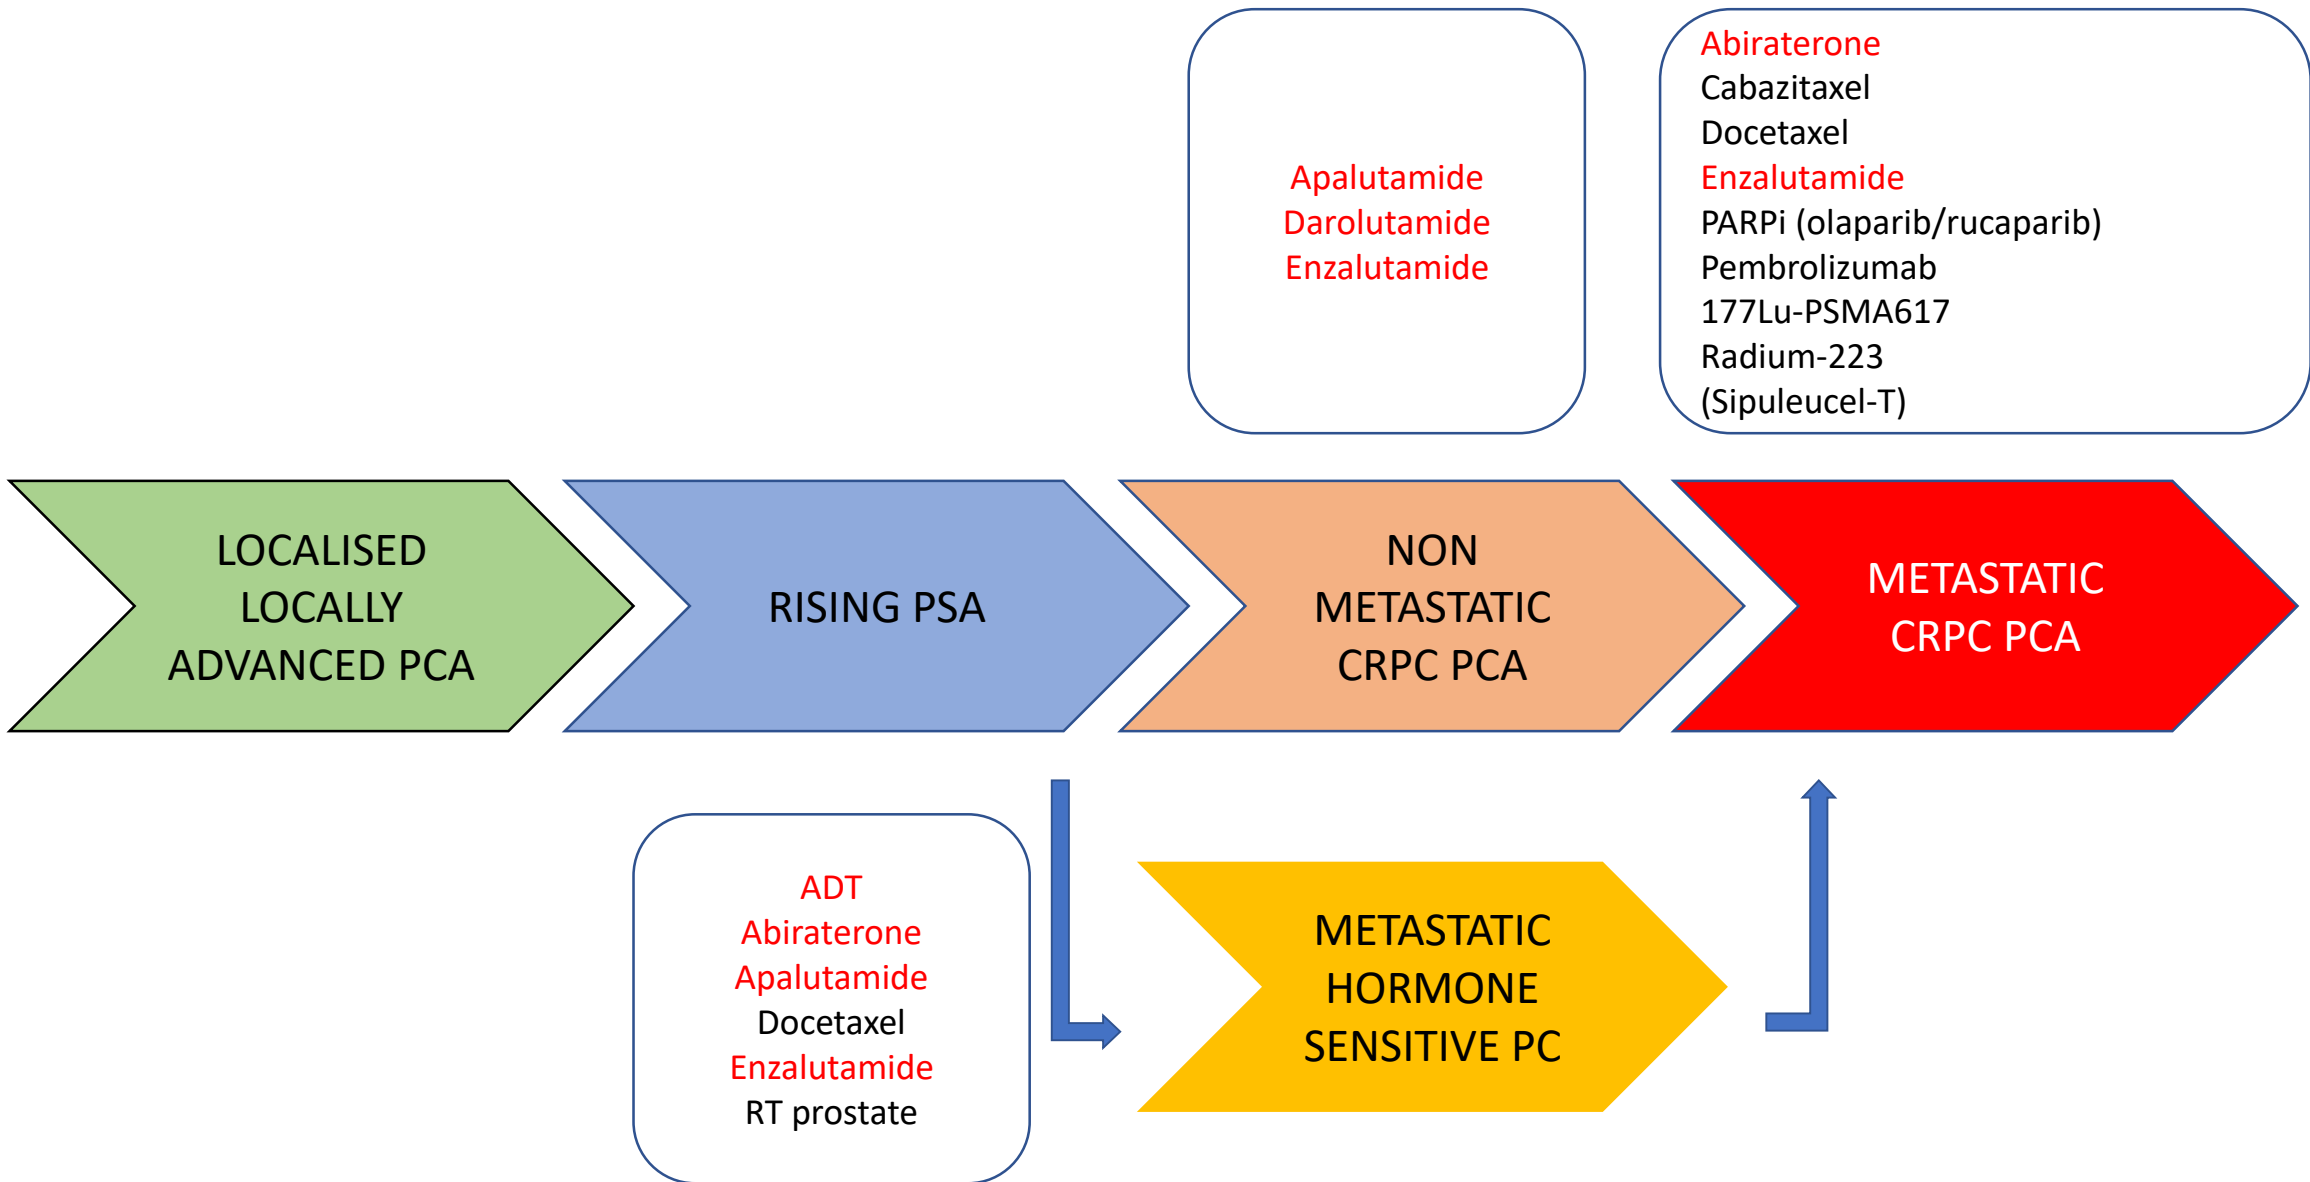 Apalutamide
Darolutamide
Enzalutamide
Abiraterone
Cabazitaxel
Docetaxel
Enzalutamide
PARPi (olaparib/rucaparib)
Pembrolizumab
177Lu-PSMA617
Radium-223
(Sipuleucel-T)
LOCALISED
LOCALLY
ADVANCED PCA
RISING PSA
NON
METASTATIC
CRPC PCA
METASTATIC
CRPC PCA
ADT
Abiraterone
Apalutamide
Docetaxel
Enzalutamide
RT prostate
METASTATIC
HORMONE
SENSITIVE PC